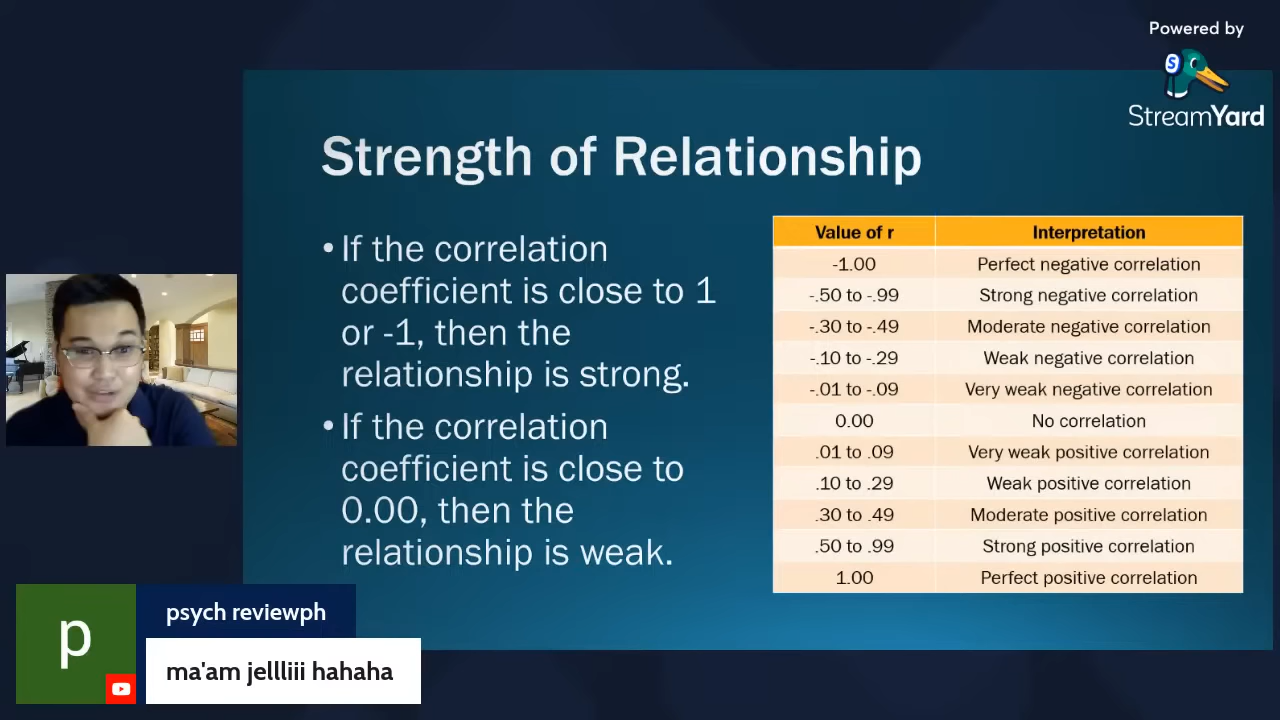 Powered by
StreamYard
Strength of Relationship
•If the correlation
coefficient is close to 1
or -1, then the
relationship is strong.
•If the correlation
coefficient is close to
0.00, then the
relationship is weak.
Value of r Interpretation
-1.00 Perfect negative correlation
-.50 to -.99 Strong negative correlation
-.30 to -.49 Moderate negative correlation
-.10 to -.29 Weak negative correlation
-.01 to -.09 Very weak negative correlation
0.00 No correlation
.01 to .09 Very weak positive correlation
.10 to .29 Weak positive correlation
.30 to .49 Moderate positive correlation
.50 to .99 Strong positive correlation
1.00 Perfect positive correlation
p
psych reviewph
ma'am jellliii hahaha